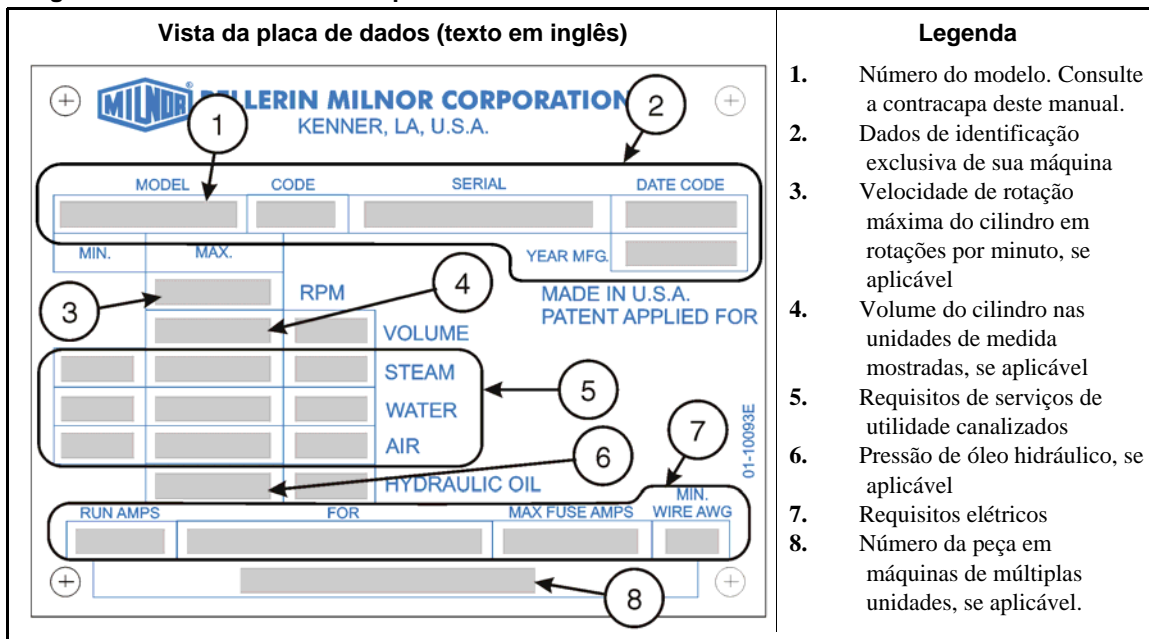 Vista da placa de dados (texto em inglês)
MILNOR®
PELLERIN MILNOR CORPORATION
KENNER, LA, U.S.A.
1
2
MODEL CODE SERIAL DATE CODE
MIN. MAX.
YEAR MFG.
3
RPM
4
MADE IN U.S.A.
PATENT APPLIED FOR
VOLUME
STEAM
5
WATER
AIR
6
7
01-10093E
HYDRAULIC OIL
RUN AMPS FOR MAX FUSE AMPS MIN.
WIRE AWG
8
Legenda
1. Número do modelo. Consulte
a contracapa deste manual.
2. Dados de identificação
exclusiva de sua máquina
3. Velocidade de rotação
máxima do cilindro em
rotações por minuto, se
aplicável
4. Volume do cilindro nas
unidades de medida
mostradas, se aplicável
5. Requisitos de serviços de
utilidade canalizados
6. Pressão de óleo hidráulico, se
aplicável
7. Requisitos elétricos
8. Número da peça em
máquinas de múltiplas
unidades, se aplicável.